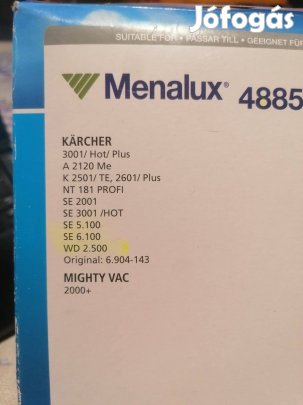 Jófogás
SUITABLE FOR • PASSAR TILL • GEIGNET FÜ
Menalux® 4885
KÄRCHER
3001/ Hot/ Plus
A 2120 Me
K 2501/ TE, 2601/ Plus
NT 181 PROFI
SE 2001
SE 3001 /HOT
SE 5.100
SE 6.100
WD 2.500
Original: 6.904-143
MIGHTY VAC
2000+